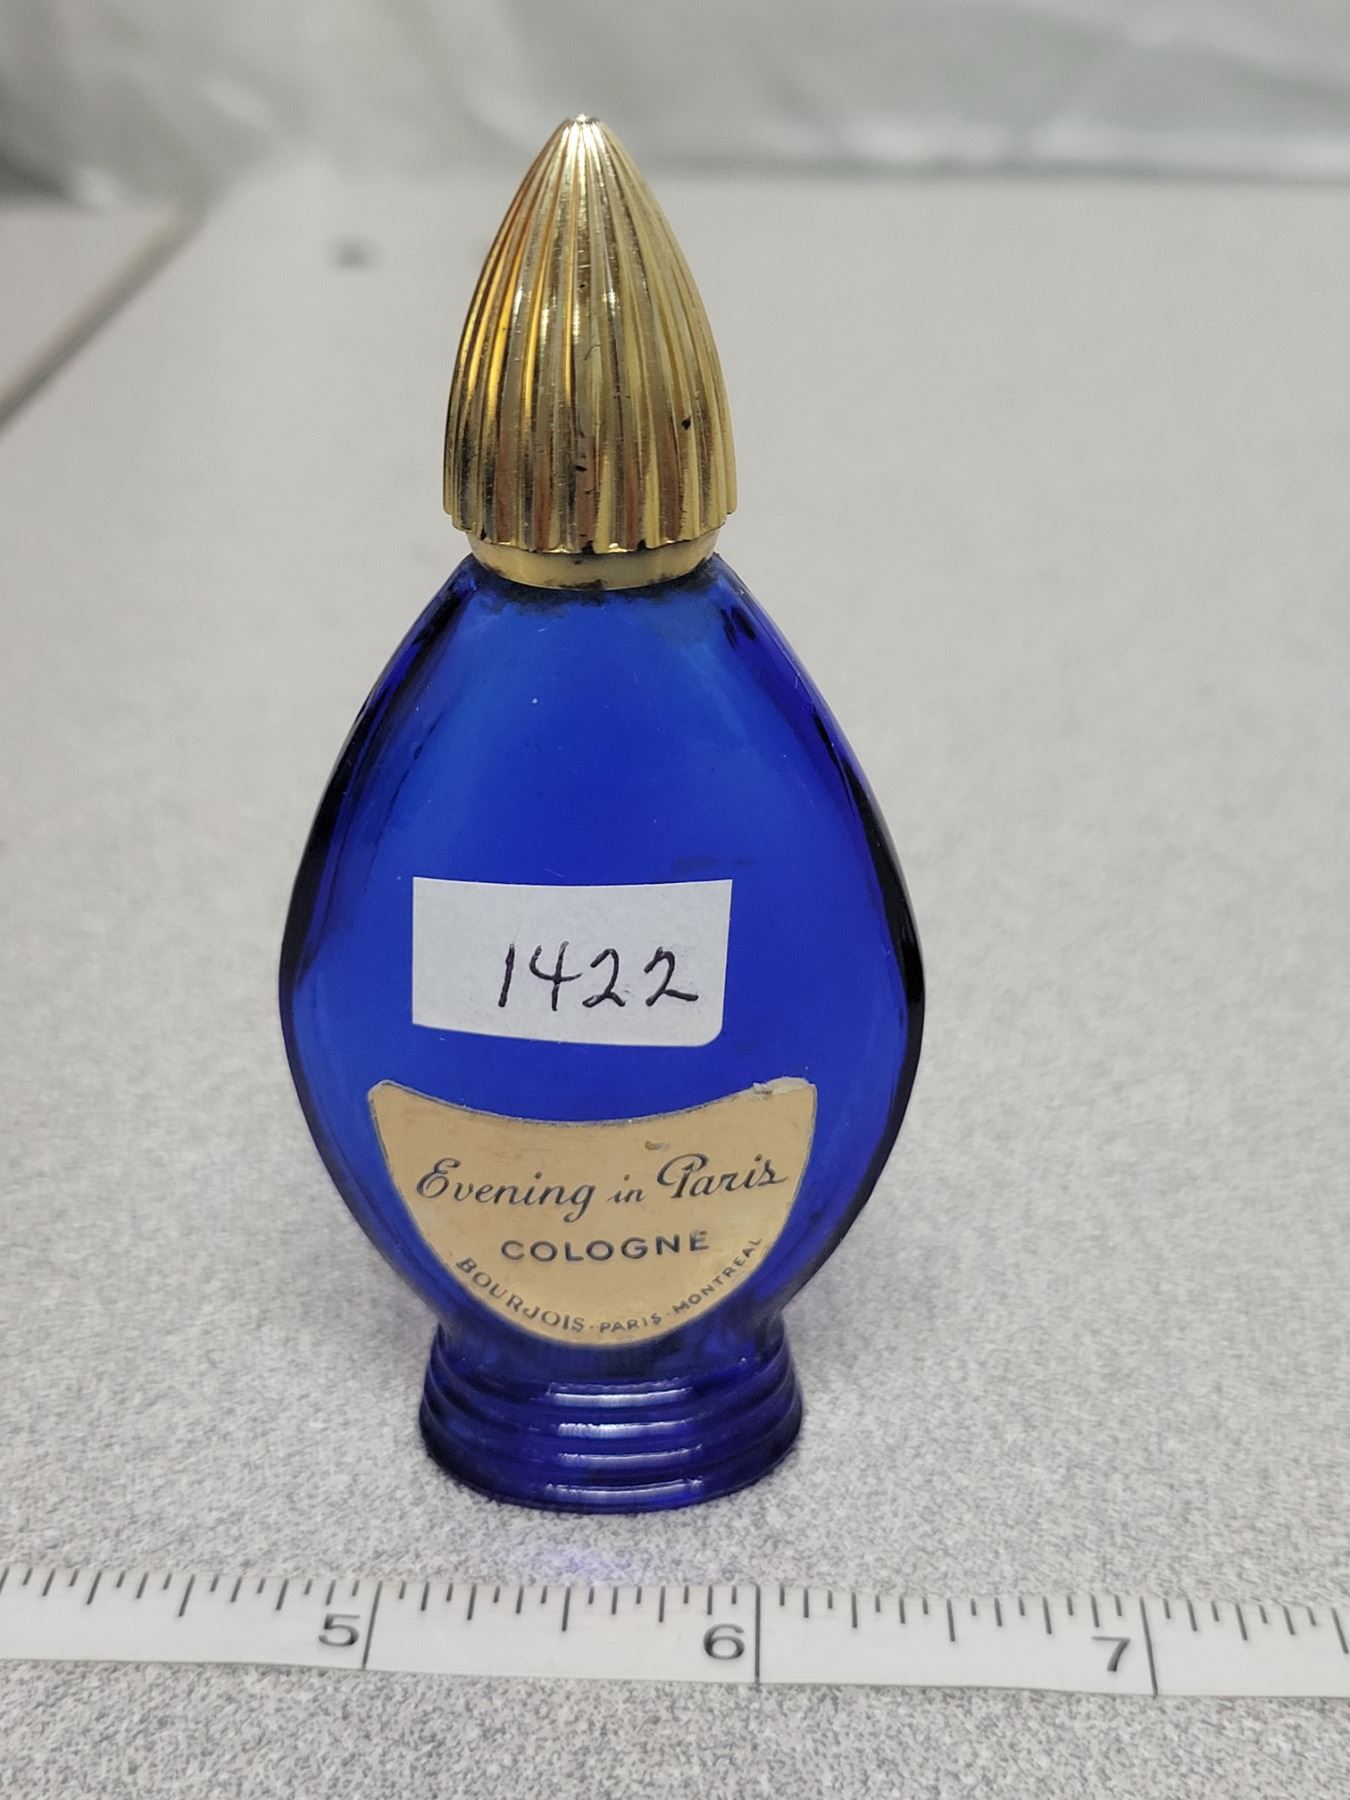 1422
Evening in Paris
COLOGNE
BOURJOIS · PARIS · MONTREAL
5 6 7